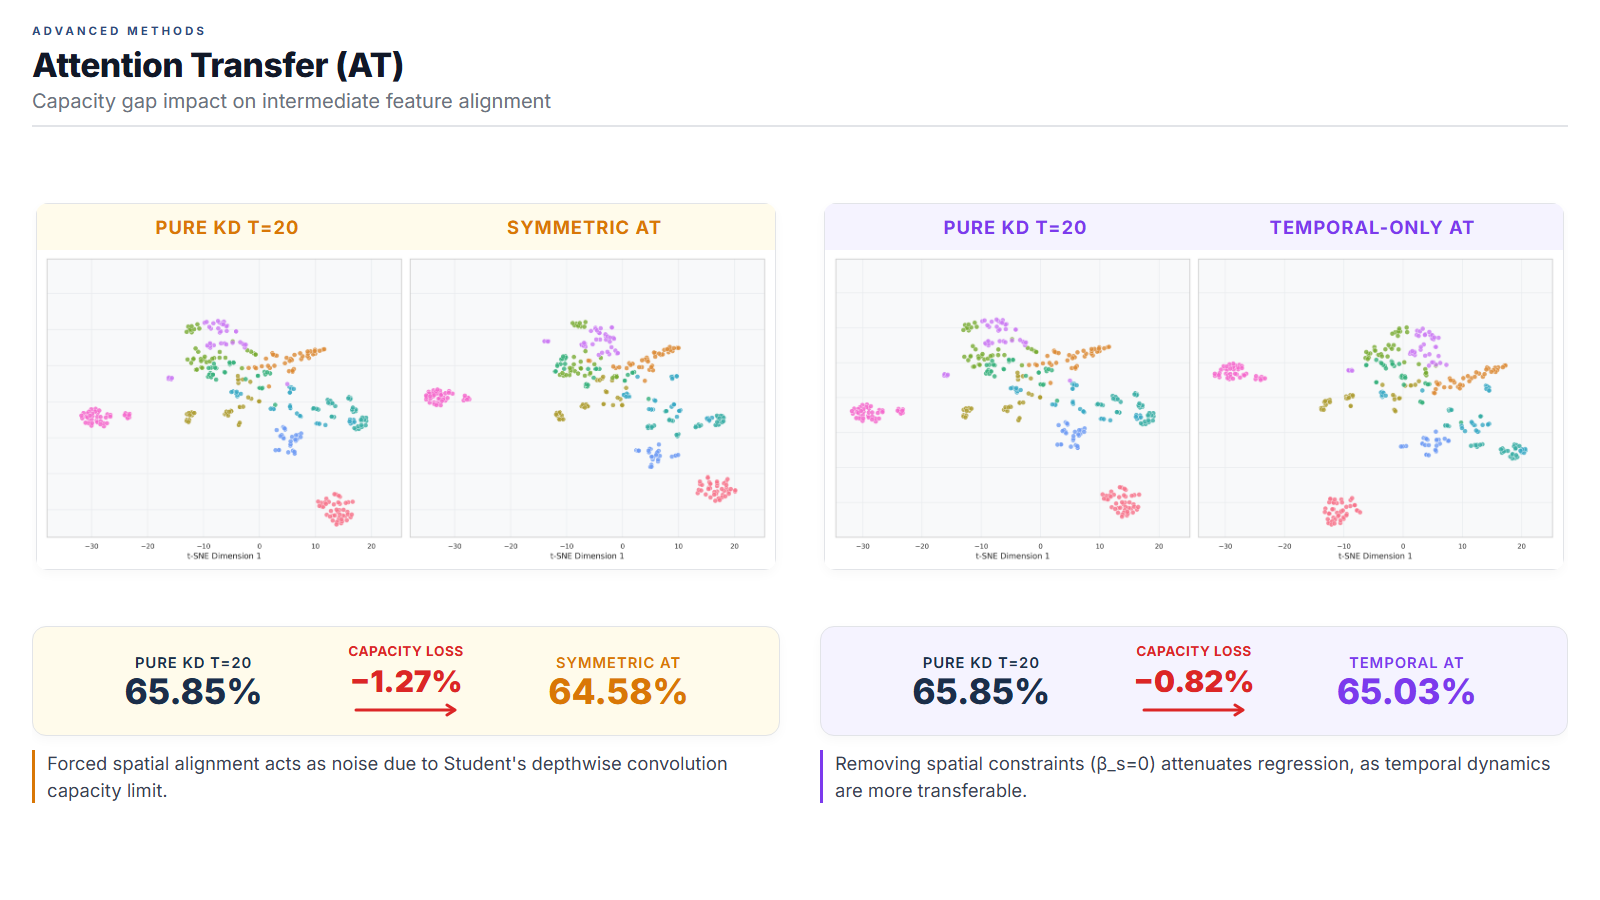 ADVANCED METHODS
Attention Transfer (AT)
Capacity gap impact on intermediate feature alignment
PURE KD T=20
SYMMETRIC AT
−30 −20 −10 0 10 20
t-SNE Dimension 1
−30 −20 −10 0 10 20
t-SNE Dimension 1
PURE KD T=20
TEMPORAL-ONLY AT
−30 −20 −10 0 10 20
t-SNE Dimension 1
−30 −20 −10 0 10 20
t-SNE Dimension 1
PURE KD T=20
65.85%
CAPACITY LOSS
−1.27%
SYMMETRIC AT
64.58%
Forced spatial alignment acts as noise due to Student's depthwise convolution
capacity limit.
PURE KD T=20
65.85%
CAPACITY LOSS
−0.82%
TEMPORAL AT
65.03%
Removing spatial constraints (β_s=0) attenuates regression, as temporal dynamics
are more transferable.